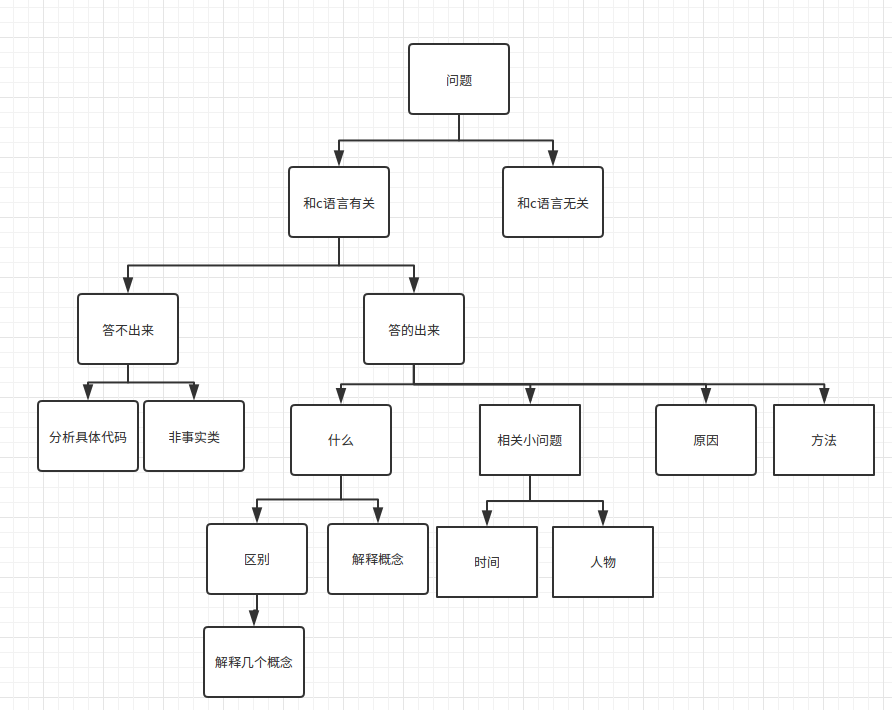 问题
和c语言有关
和c语言无关
答不出来
答的出来
分析具体代码
非事实类
什么
相关小问题
原因
方法
区别
解释概念
时间
人物
解释几个概念